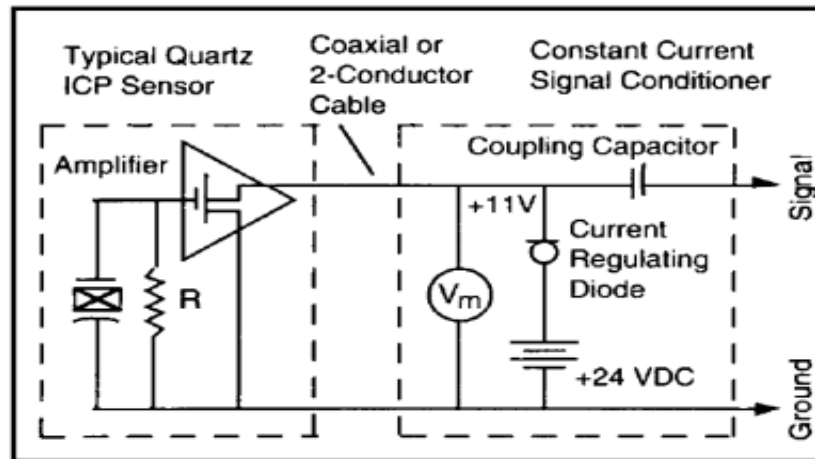 Typical Quartz
ICP Sensor
Coaxial or
2-Conductor
Cable
Constant Current
Signal Conditioner
Amplifier
Coupling Capacitor
Signal
+11V
Current
Regulating
Diode
R
Vm
+24 VDC
Ground